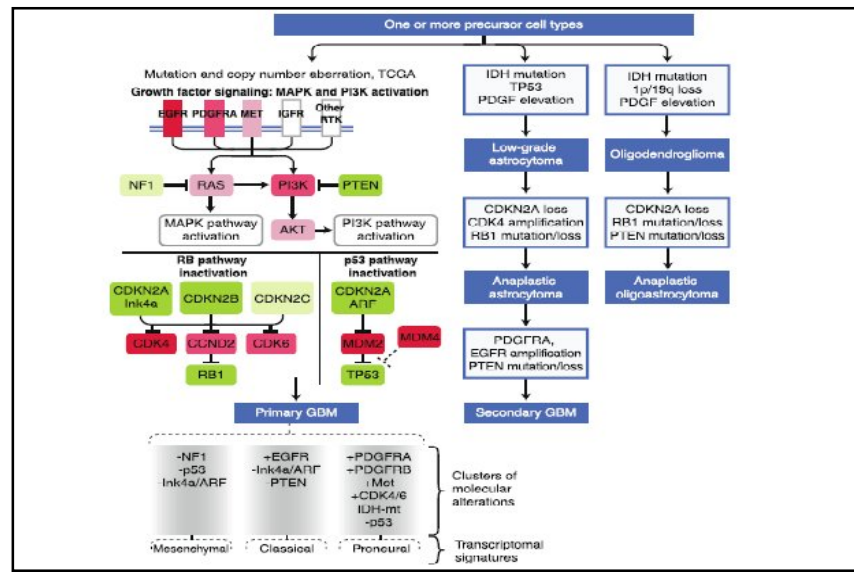 One or more precursor cell types
Mutation and copy number aberration, TCGA
Growth factor signaling: MAPK and PI3K activation
EGFR
PDGFRA
MET
IGFR
Other
RTK
NF1
RAS
PI3K
PTEN
MAPK pathway
activation
AKT
PI3K pathway
activation
RB pathway
inactivation
p53 pathway
inactivation
CDKN2A
Ink4a
CDKN2B
CDKN2C
CDKN2A
ARF
CDK4
CCND2
CDK6
MDM2
MDM4
RB1
TP53
Primary GBM
IDH mutation
TP53
PDGF elevation
Low-grade
astrocytoma
CDKN2A loss
CDK4 amplification
RB1 mutation/loss
Anaplastic
astrocytoma
PDGFRA,
EGFR amplification
PTEN mutation/loss
Secondary GBM
IDH mutation
1p/19q loss
PDGF elevation
Oligodendroglioma
CDKN2A loss
RB1 mutation/loss
PTEN mutation/loss
Anaplastic
oligoastrocytoma
-NF1
-p53
-Ink4a/ARF
+EGFR
-Ink4a/ARF
-PTEN
+PDGFRA
+PDGFRB
+Met
+CDK4/6
IDH-mt
-p53
Clusters of
molecular
alterations
Mesenchymal
Classical
Proneural
Transcriptomal
signatures